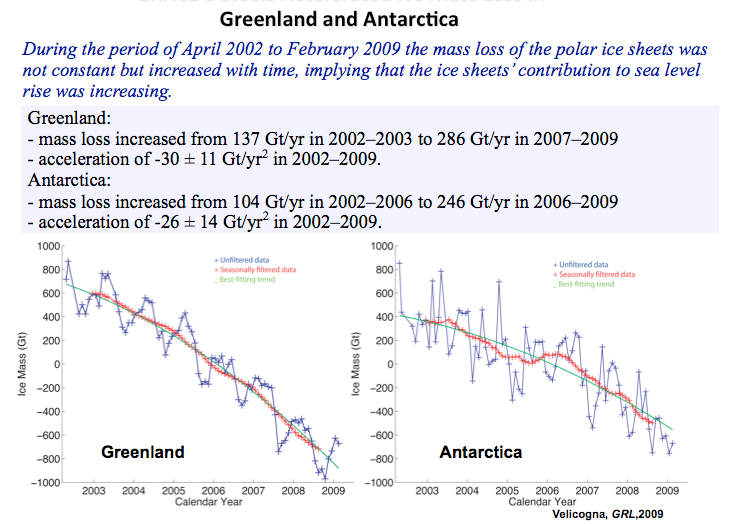 Greenland and Antarctica
During the period of April 2002 to February 2009 the mass loss of the polar ice sheets was
not constant but increased with time, implying that the ice sheets' contribution to sea level
rise was increasing.
Greenland:
- mass loss increased from 137 Gt/yr in 2002–2003 to 286 Gt/yr in 2007–2009
- acceleration of -30 ± 11 Gt/yr² in 2002–2009.
Antarctica:
- mass loss increased from 104 Gt/yr in 2002–2006 to 246 Gt/yr in 2006–2009
- acceleration of -26 ± 14 Gt/yr² in 2002–2009.
1000
800
600
400
200
0
−200
−400
−600
−800
−1000
Ice Mass (Gt)
+ Unfiltered data
+ Seasonally filtered data
_ Best-fitting trend
Greenland
2003 2004 2005 2006 2007 2008 2009
Calendar Year
1000
800
600
400
200
0
−200
−400
−600
−800
−1000
Ice Mass (Gt)
+ Unfiltered data
+ Seasonally filtered data
_ Best-fitting trend
Antarctica
2003 2004 2005 2006 2007 2008 2009
Calendar Year
Velicogna, GRL,2009